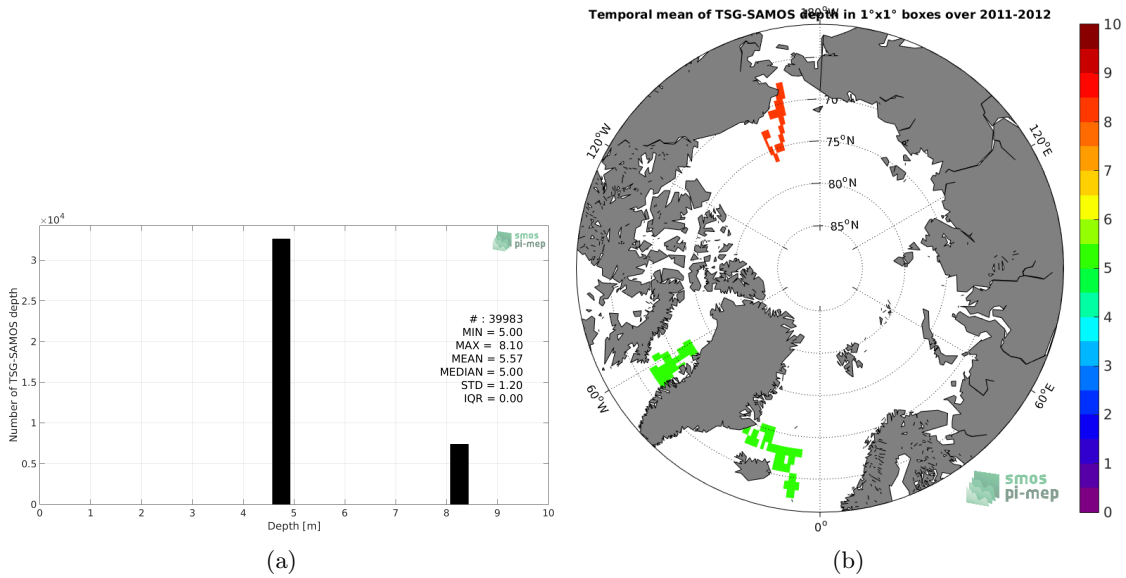 Temporal mean of TSG-SAMOS depth in 1°x1° boxes over 2011-2012
180°W
×10⁴
Number of TSG-SAMOS depth
3
2.5
2
1.5
1
0.5
0
0 1 2 3 4 5 6 7 8 9 10
Depth [m]
smos
pi-mep
# : 39983
MIN = 5.00
MAX = 8.10
MEAN = 5.57
MEDIAN = 5.00
STD = 1.20
IQR = 0.00
(a)
120°W
120°E
70°N
75°N
80°N
85°N
60°W
60°E
0°
smos
pi-mep
10
9
8
7
6
5
4
3
2
1
0
(b)